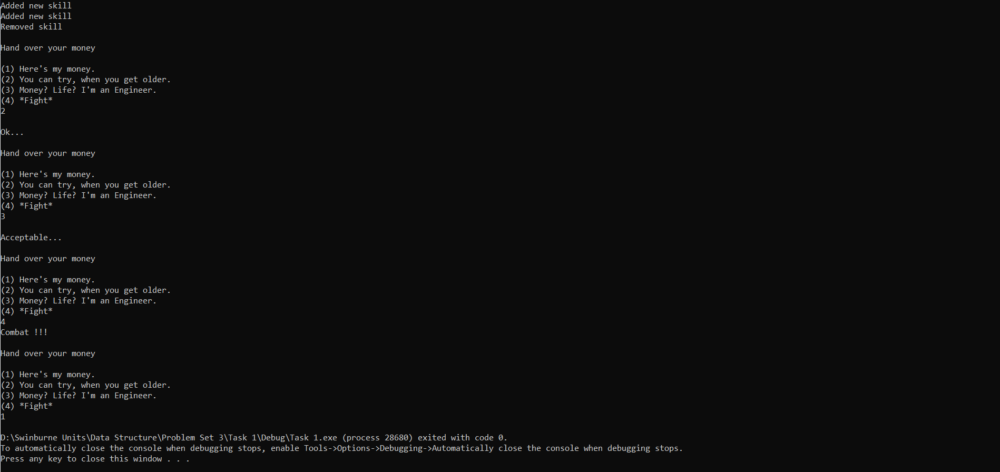 Added new skill
Added new skill
Removed skill
Hand over your money
(1) Here's my money.
(2) You can try, when you get older.
(3) Money? Life? I'm an Engineer.
(4) *Fight*
2
Ok...
Hand over your money
(1) Here's my money.
(2) You can try, when you get older.
(3) Money? Life? I'm an Engineer.
(4) *Fight*
3
Acceptable...
Hand over your money
(1) Here's my money.
(2) You can try, when you get older.
(3) Money? Life? I'm an Engineer.
(4) *Fight*
4
Combat !!!
Hand over your money
(1) Here's my money.
(2) You can try, when you get older.
(3) Money? Life? I'm an Engineer.
(4) *Fight*
1
D:\Swinburne Units\Data Structure\Problem Set 3\Task 1\Debug\Task 1.exe (process 28680) exited with code 0.
To automatically close the console when debugging stops, enable Tools->Options->Debugging->Automatically close the console when debugging stops.
Press any key to close this window . . .